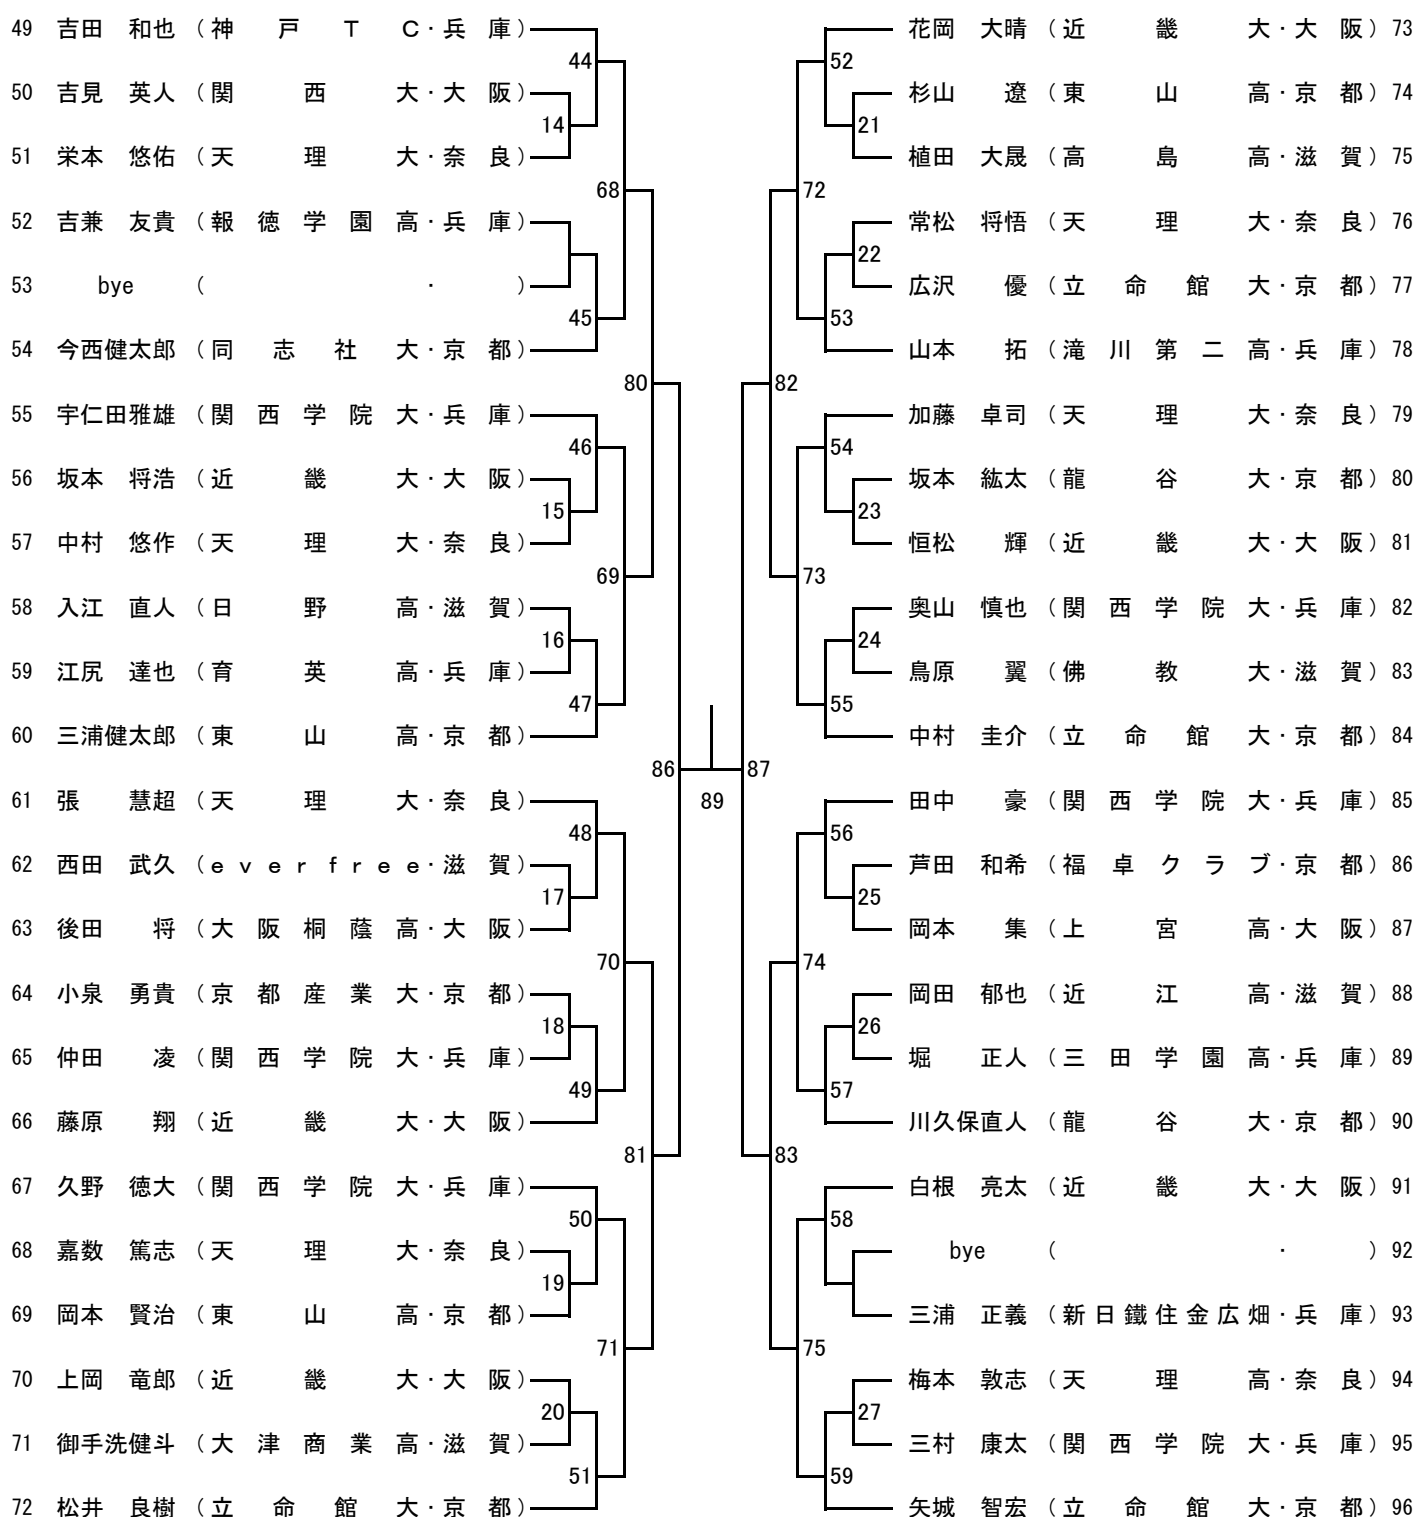 49 吉田 和也 (神 戸 T C・兵 庫)
44
50 吉見 英人 (関 西 大・大 阪)
14
51 栄本 悠佑 (天 理 大・奈 良)
68
52 吉兼 友貴 (報 徳 学 園 高・兵 庫)
53 bye ( ・ )
45
54 今西健太郎 (同 志 社 大・京 都)
80
55 宇仁田雅雄 (関 西 学 院 大・兵 庫)
46
56 坂本 将浩 (近 畿 大・大 阪)
15
57 中村 悠作 (天 理 大・奈 良)
69
58 入江 直人 (日 野 高・滋 賀)
16
59 江尻 達也 (育 英 高・兵 庫)
47
60 三浦健太郎 (東 山 高・京 都)
86
61 張 慧超 (天 理 大・奈 良)
48
62 西田 武久 (e v e r f r e e・滋 賀)
17
63 後田 将 (大 阪 桐 蔭 高・大 阪)
70
64 小泉 勇貴 (京 都 産 業 大・京 都)
18
65 仲田 凌 (関 西 学 院 大・兵 庫)
49
66 藤原 翔 (近 畿 大・大 阪)
81
67 久野 徳大 (関 西 学 院 大・兵 庫)
50
68 嘉数 篤志 (天 理 大・奈 良)
19
69 岡本 賢治 (東 山 高・京 都)
71
70 上岡 竜郎 (近 畿 大・大 阪)
20
71 御手洗健斗 (大 津 商 業 高・滋 賀)
51
72 松井 良樹 (立 命 館 大・京 都)
89
花岡 大晴 (近 畿 大・大 阪) 73
52
杉山 遼 (東 山 高・京 都) 74
21
植田 大晟 (高 島 高・滋 賀) 75
72
常松 将悟 (天 理 大・奈 良) 76
22
広沢 優 (立 命 館 大・京 都) 77
53
山本 拓 (滝 川 第 二 高・兵 庫) 78
82
加藤 卓司 (天 理 大・奈 良) 79
54
坂本 紘太 (龍 谷 大・京 都) 80
23
恒松 輝 (近 畿 大・大 阪) 81
73
奥山 慎也 (関 西 学 院 大・兵 庫) 82
24
鳥原 翼 (佛 教 大・滋 賀) 83
55
中村 圭介 (立 命 館 大・京 都) 84
87
田中 豪 (関 西 学 院 大・兵 庫) 85
56
芦田 和希 (福 卓 ク ラ ブ・京 都) 86
25
岡本 集 (上 宮 高・大 阪) 87
74
岡田 郁也 (近 江 高・滋 賀) 88
26
堀 正人 (三 田 学 園 高・兵 庫) 89
57
川久保直人 (龍 谷 大・京 都) 90
83
白根 亮太 (近 畿 大・大 阪) 91
58
bye ( ・ ) 92
三浦 正義 (新 日 鐵 住 金 広 畑・兵 庫) 93
75
梅本 敦志 (天 理 高・奈 良) 94
27
三村 康太 (関 西 学 院 大・兵 庫) 95
59
矢城 智宏 (立 命 館 大・京 都) 96